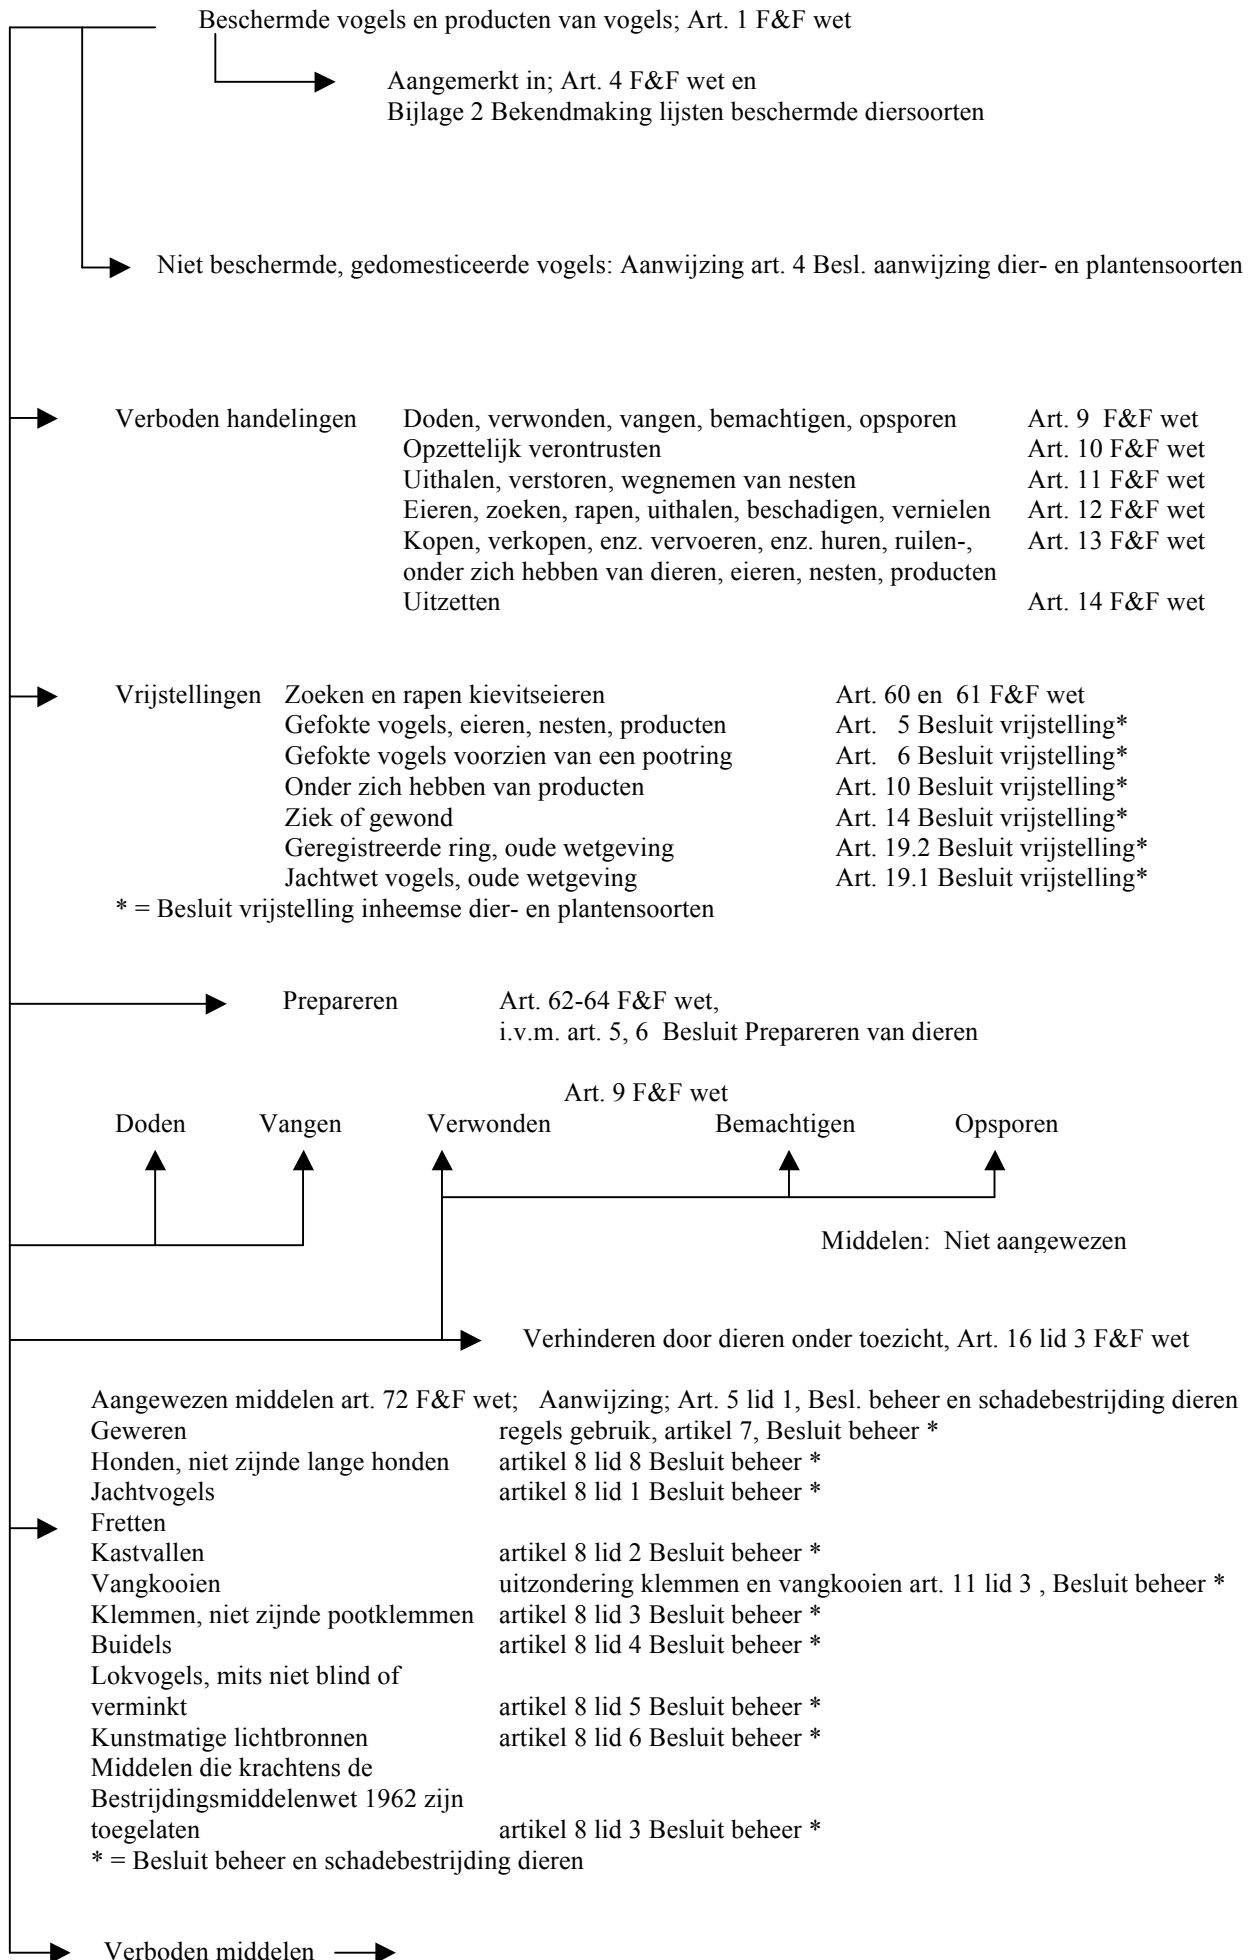 Beschermde vogels en producten van vogels; Art. 1 F&F wet
Aangemerkt in; Art. 4 F&F wet en
Bijlage 2 Bekendmaking lijsten beschermde diersoorten
Niet beschermde, gedomesticeerde vogels: Aanwijzing art. 4 Besl. aanwijzing dier- en plantensoorten
Verboden handelingen Doden, verwonden, vangen, bemachtigen, opsporen Art. 9 F&F wet
Opzettelijk verontrusten Art. 10 F&F wet
Uithalen, verstoren, wegnemen van nesten Art. 11 F&F wet
Eieren, zoeken, rapen, uithalen, beschadigen, vernielen Art. 12 F&F wet
Kopen, verkopen, enz. vervoeren, enz. huren, ruilen-, Art. 13 F&F wet
onder zich hebben van dieren, eieren, nesten, producten
Uitzetten Art. 14 F&F wet
Vrijstellingen Zoeken en rapen kievitseieren Art. 60 en 61 F&F wet
Gefokte vogels, eieren, nesten, producten Art. 5 Besluit vrijstelling*
Gefokte vogels voorzien van een pootring Art. 6 Besluit vrijstelling*
Onder zich hebben van producten Art. 10 Besluit vrijstelling*
Ziek of gewond Art. 14 Besluit vrijstelling*
Geregistreerde ring, oude wetgeving Art. 19.2 Besluit vrijstelling*
Jachtwet vogels, oude wetgeving Art. 19.1 Besluit vrijstelling*
* = Besluit vrijstelling inheemse dier- en plantensoorten
Prepareren Art. 62-64 F&F wet,
i.v.m. art. 5, 6 Besluit Prepareren van dieren
Art. 9 F&F wet
Doden Vangen Verwonden Bemachtigen Opsporen
Middelen: Niet aangewezen
Verhinderen door dieren onder toezicht, Art. 16 lid 3 F&F wet
Aangewezen middelen art. 72 F&F wet; Aanwijzing; Art. 5 lid 1, Besl. beheer en schadebestrijding dieren
Geweren regels gebruik, artikel 7, Besluit beheer *
Honden, niet zijnde lange honden artikel 8 lid 8 Besluit beheer *
Jachtvogels artikel 8 lid 1 Besluit beheer *
Fretten
Kastvallen artikel 8 lid 2 Besluit beheer *
Vangkooien uitzondering klemmen en vangkooien art. 11 lid 3 , Besluit beheer *
Klemmen, niet zijnde pootklemmen artikel 8 lid 3 Besluit beheer *
Buidels artikel 8 lid 4 Besluit beheer *
Lokvogels, mits niet blind of
verminkt artikel 8 lid 5 Besluit beheer *
Kunstmatige lichtbronnen artikel 8 lid 6 Besluit beheer *
Middelen die krachtens de
Bestrijdingsmiddelenwet 1962 zijn
toegelaten artikel 8 lid 3 Besluit beheer *
* = Besluit beheer en schadebestrijding dieren
Verboden middelen